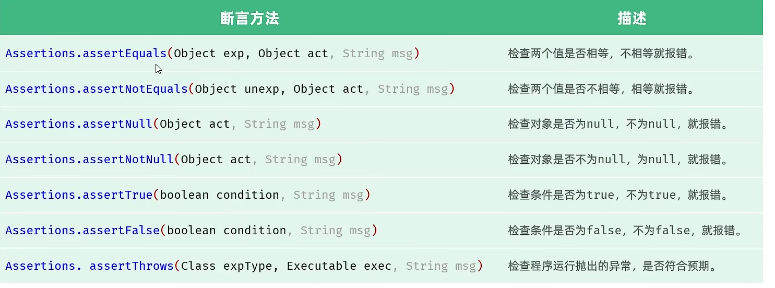 断言方法 描述
Assertions.assertEquals(Object exp, Object act, String msg) 检查两个值是否相等，不相等就报错。
Assertions.assertNotEquals(Object unexp, Object act, String msg) 检查两个值是否不相等，相等就报错。
Assertions.assertNull(Object act, String msg) 检查对象是否为null，不为null，就报错。
Assertions.assertNotNull(Object act, String msg) 检查对象是否不为null，为null，就报错。
Assertions.assertTrue(boolean condition, String msg) 检查条件是否为true，不为true，就报错。
Assertions.assertFalse(boolean condition, String msg) 检查条件是否为false，不为false，就报错。
Assertions. assertThrows(Class expType, Executable exec, String msg) 检查程序运行抛出的异常，是否符合预期。